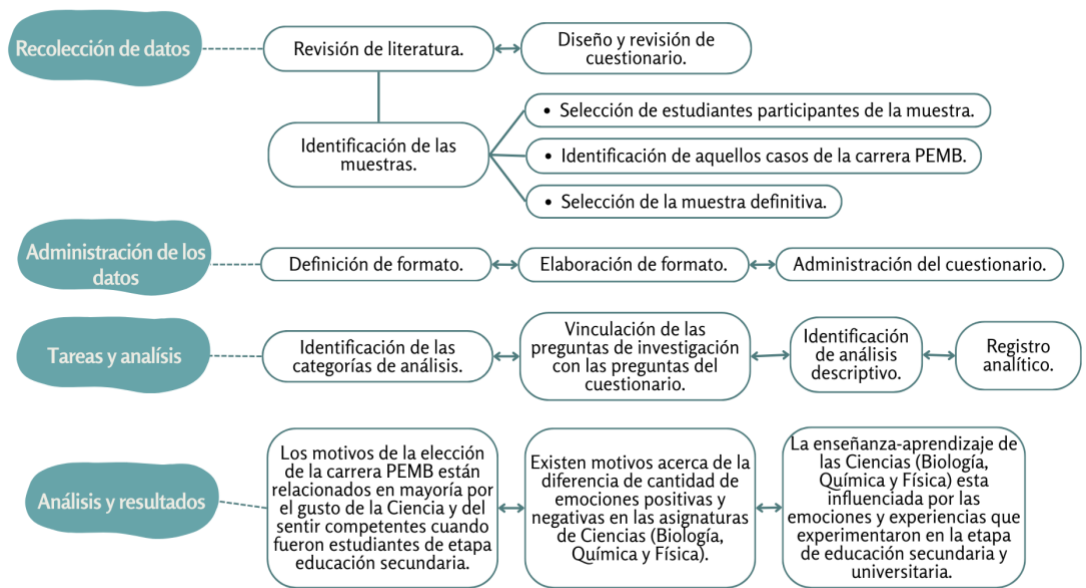 Recolección de datos
Revisión de literatura.
Diseño y revisión de
cuestionario.
Identificación de las
muestras.
• Selección de estudiantes participantes de la muestra.
• Identificación de aquellos casos de la carrera PEMB.
• Selección de la muestra definitiva.
Administración de los
datos
Definición de formato.
Elaboración de formato.
Administración del cuestionario.
Tareas y analísis
Identificación de las
categorías de análisis.
Vinculación de las
preguntas de investigación
con las preguntas del
cuestionario.
Identificación
de análisis
descriptivo.
Registro
analítico.
Análisis y resultados
Los motivos de la elección
de la carrera PEMB están
relacionados en mayoría por
el gusto de la Ciencia y del
sentir competentes cuando
fueron estudiantes de etapa
educación secundaria.
Existen motivos acerca de la
diferencia de cantidad de
emociones positivas y
negativas en las asignaturas
de Ciencias (Biología,
Química y Física).
La enseñanza-aprendizaje de
las Ciencias (Biología,
Química y Física) esta
influenciada por las
emociones y experiencias que
experimentaron en la etapa
de educación secundaria y
universitaria.